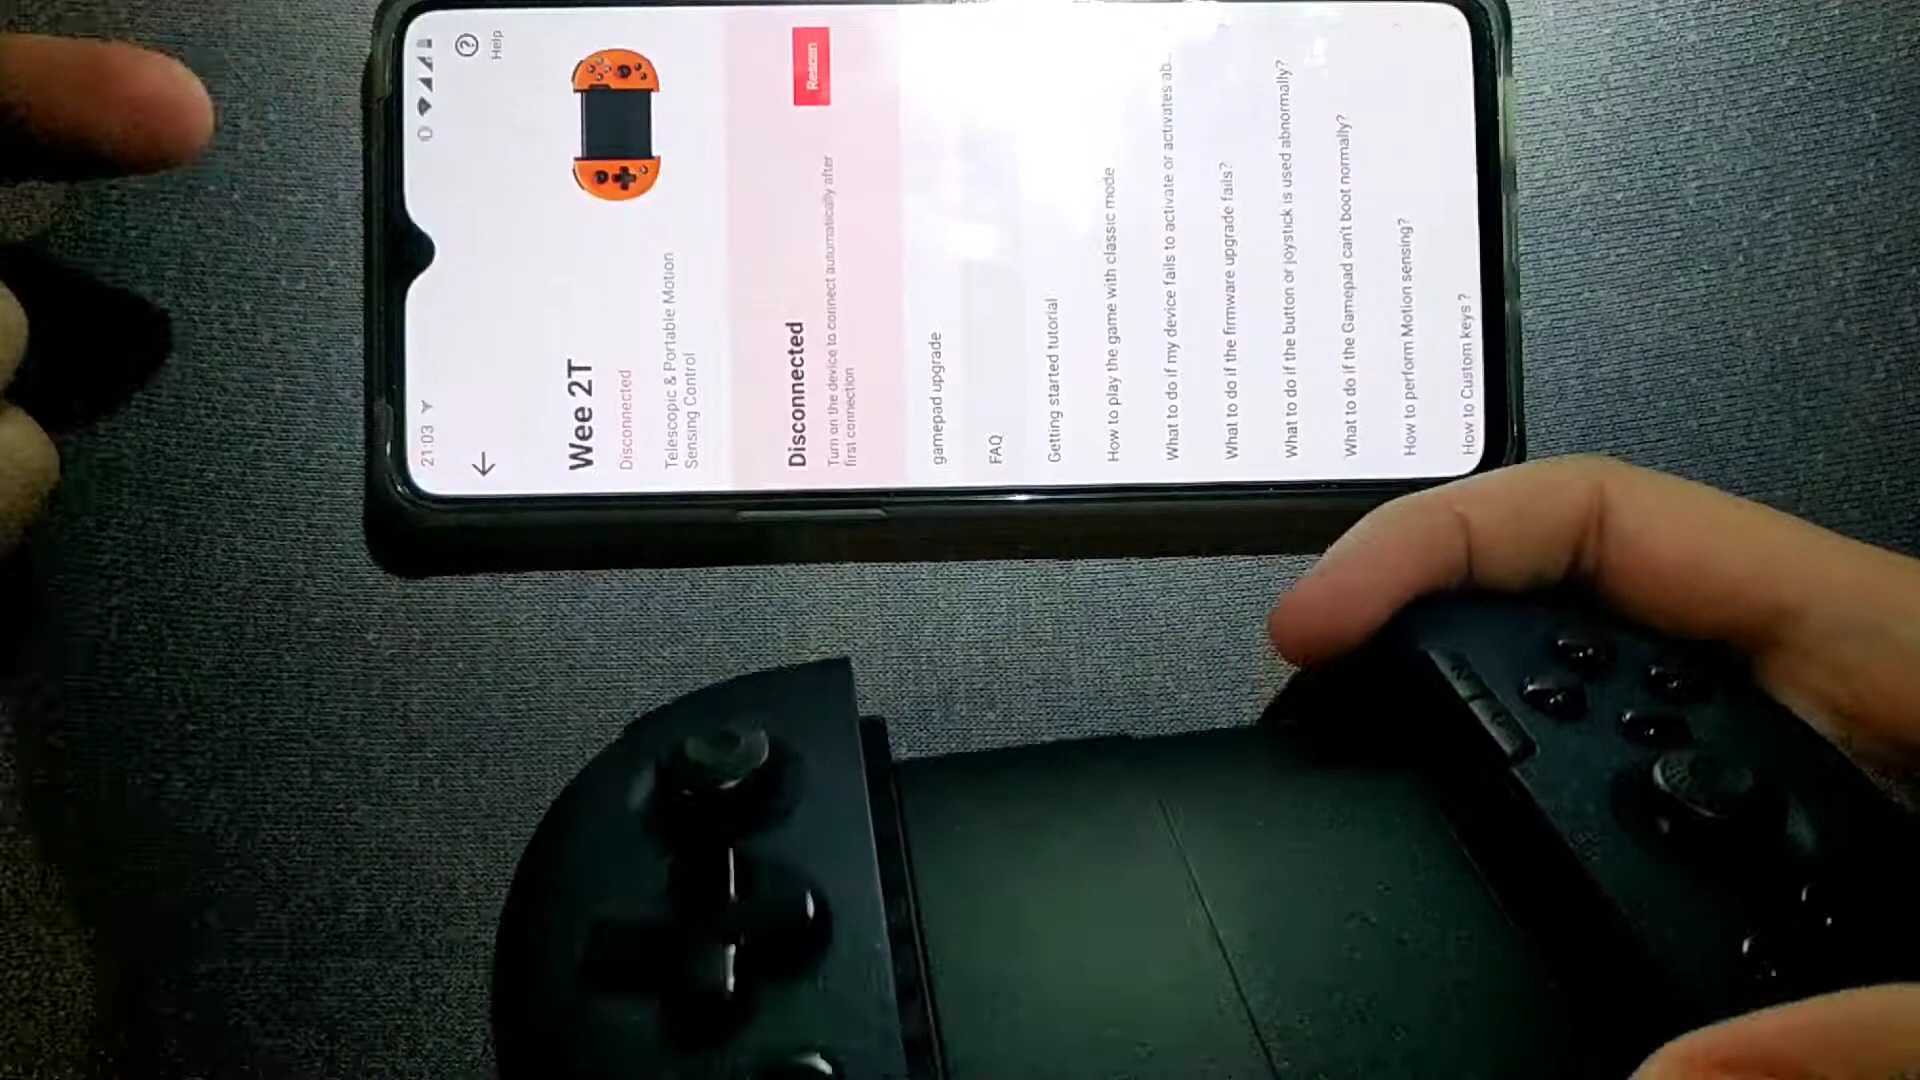 21:03
Help
Wee 2T
Disconnected
Telescopic & Portable Motion
Sensing Control
Disconnected
Turn on the device to connect automatically after
first connection
Rescan
gamepad upgrade
FAQ
Getting started tutorial
How to play the game with classic mode
What to do if my device fails to activate or activates ab...
What to do if the firmware upgrade fails?
What to do if the button or joystick is used abnormally?
What to do if the Gamepad can't boot normally?
How to perform Motion sensing?
How to Custom keys ?